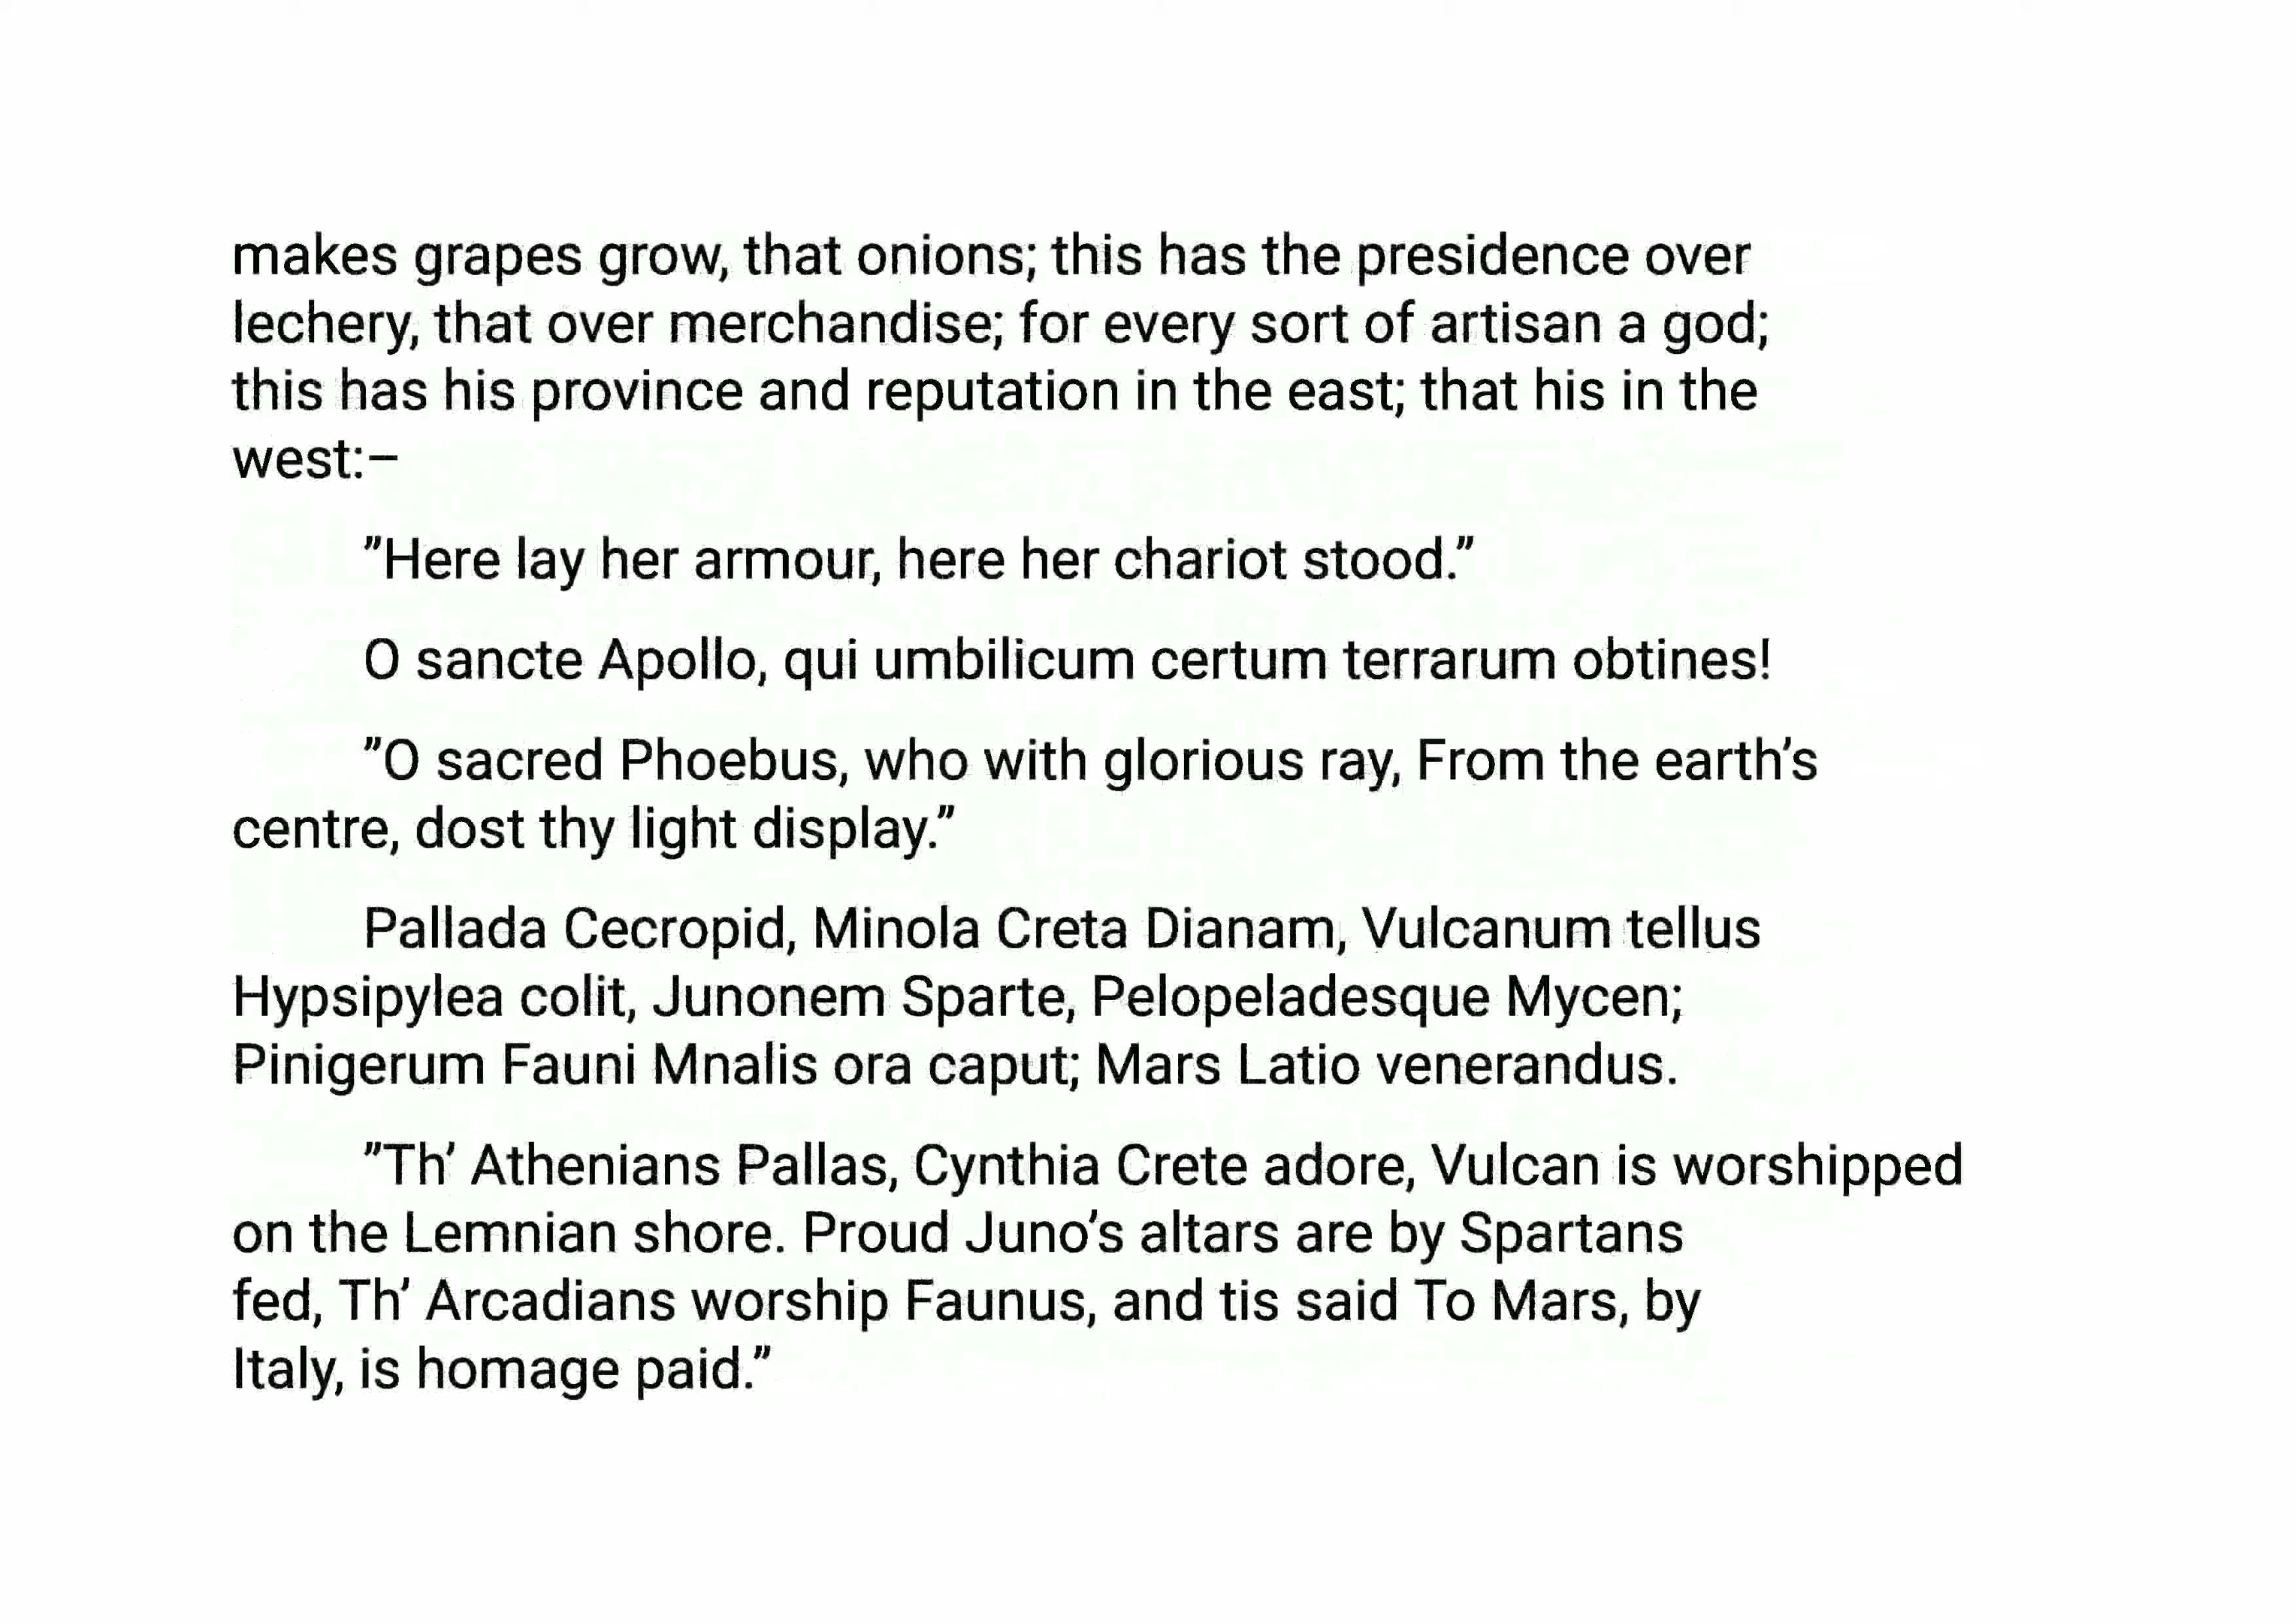 makes grapes grow, that onions; this has the presidence over
lechery, that over merchandise; for every sort of artisan a god;
this has his province and reputation in the east; that his in the
west:–
"Here lay her armour, here her chariot stood."
O sancte Apollo, qui umbilicum certum terrarum obtines!
"O sacred Phoebus, who with glorious ray, From the earth's
centre, dost thy light display."
Pallada Cecropid, Minola Creta Dianam, Vulcanum tellus
Hypsipylea colit, Junonem Sparte, Pelopeladesque Mycen;
Pinigerum Fauni Mnalis ora caput; Mars Latio venerandus.
"Th' Athenians Pallas, Cynthia Crete adore, Vulcan is worshipped
on the Lemnian shore. Proud Juno's altars are by Spartans
fed, Th' Arcadians worship Faunus, and tis said To Mars, by
Italy, is homage paid."